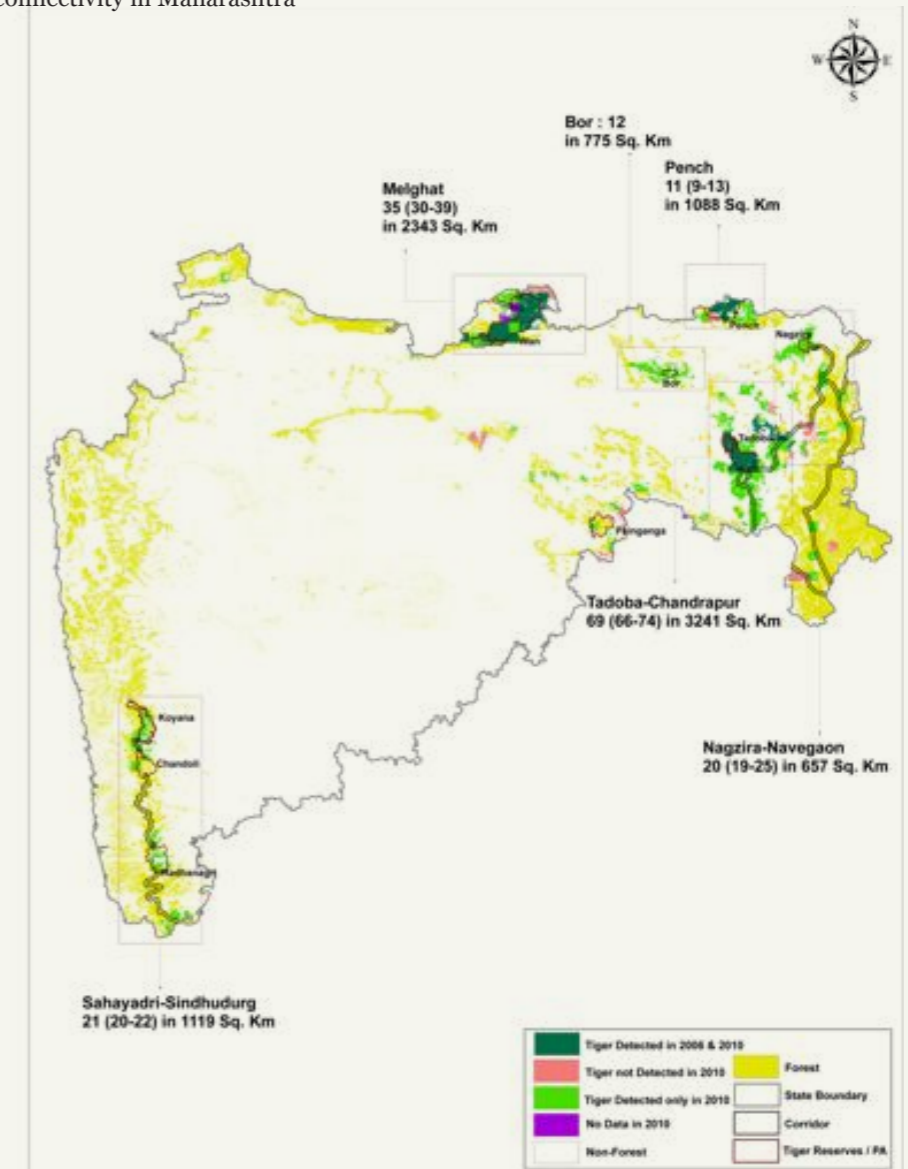 connectivity in Maharashtra
N
W E
S
Bor : 12
in 775 Sq. Km
Pench
11 (9-13)
in 1088 Sq. Km
Melghat
35 (30-39)
in 2343 Sq. Km
Pench
Bor
Koyana
Chandoli
Tadoba-Chandrapur
69 (66-74) in 3241 Sq. Km
Nagzira-Navegaon
20 (19-25) in 657 Sq. Km
Sahayadri-Sindhudurg
21 (20-22) in 1119 Sq. Km
Tiger Detected in 2006 & 2010
Tiger not Detected in 2010
Tiger Detected only in 2010
No Data in 2010
Non-Forest
Forest
State Boundary
Corridor
Tiger Reserves / PA